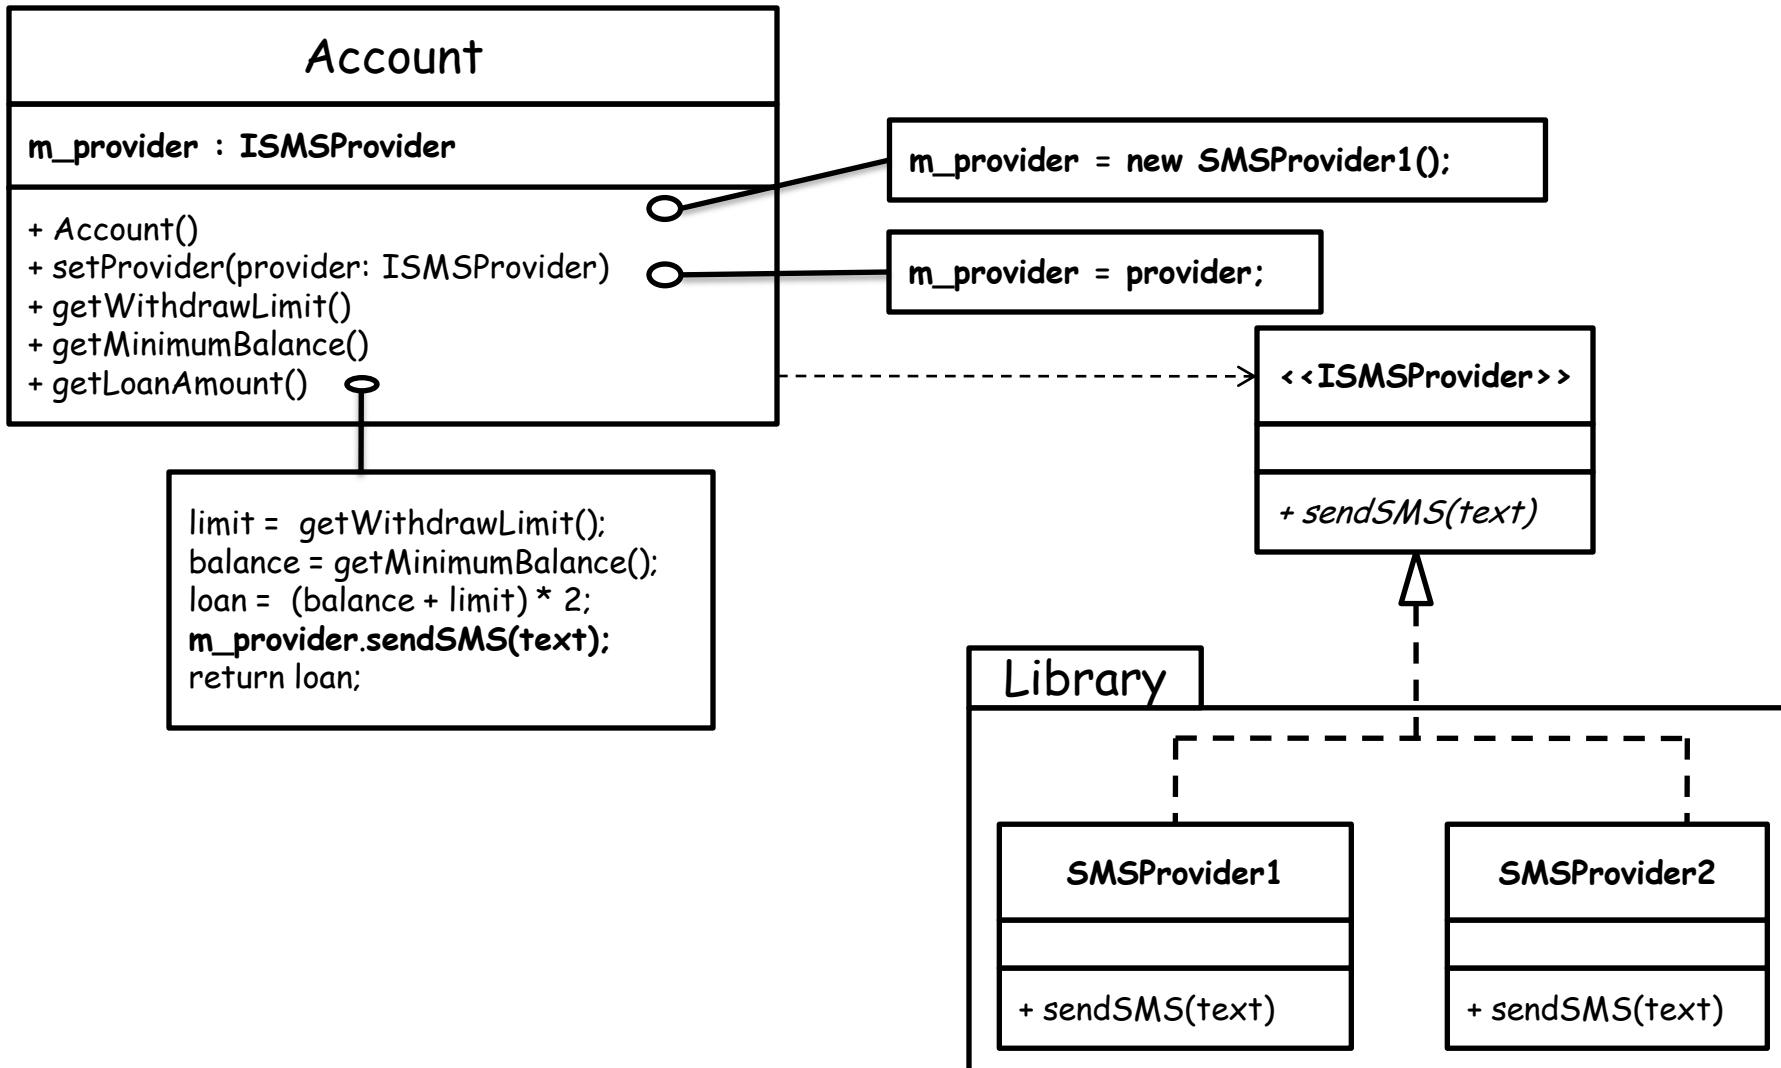 Account
m_provider : ISMSProvider
+ Account()
+ setProvider(provider: ISMSProvider)
+ getWithdrawLimit()
+ getMinimumBalance()
+ getLoanAmount()
m_provider = new SMSProvider1();
m_provider = provider;
<<ISMSProvider>>
+ sendSMS(text)
limit = getWithdrawLimit();
balance = getMinimumBalance();
loan = (balance + limit) * 2;
m_provider.sendSMS(text);
return loan;
Library
SMSProvider1
+ sendSMS(text)
SMSProvider2
+ sendSMS(text)